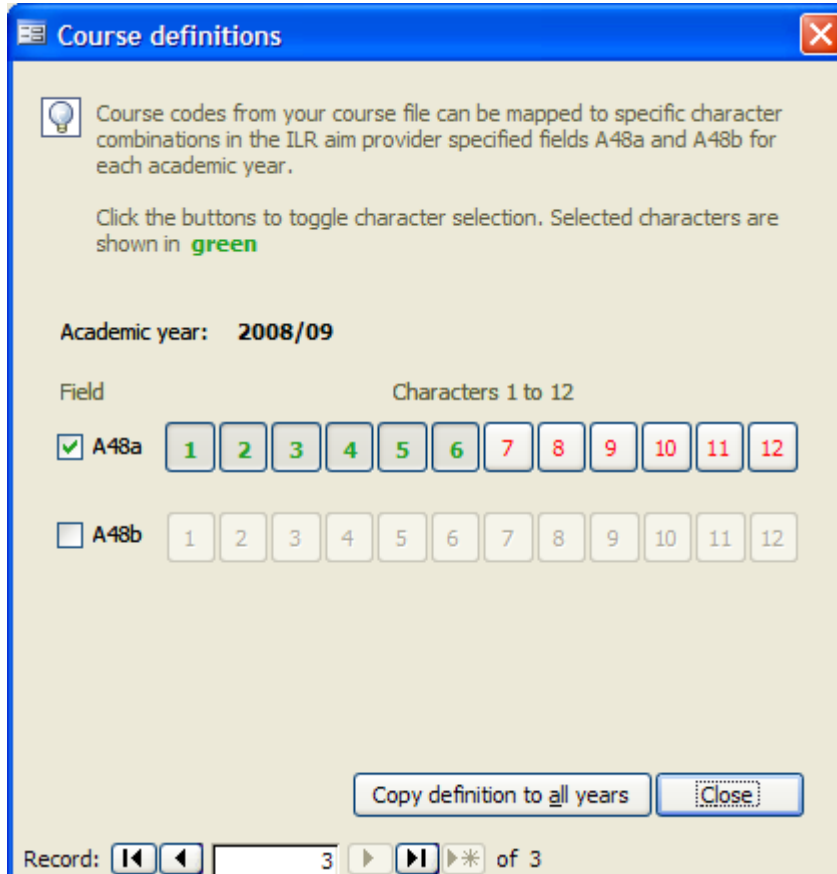 Course definitions
Course codes from your course file can be mapped to specific character
combinations in the ILR aim provider specified fields A48a and A48b for
each academic year.
Click the buttons to toggle character selection. Selected characters are
shown in green
Academic year: 2008/09
Field Characters 1 to 12
A48a 1 2 3 4 5 6 7 8 9 10 11 12
A48b 1 2 3 4 5 6 7 8 9 10 11 12
Copy definition to all years Close
Record: 3 of 3